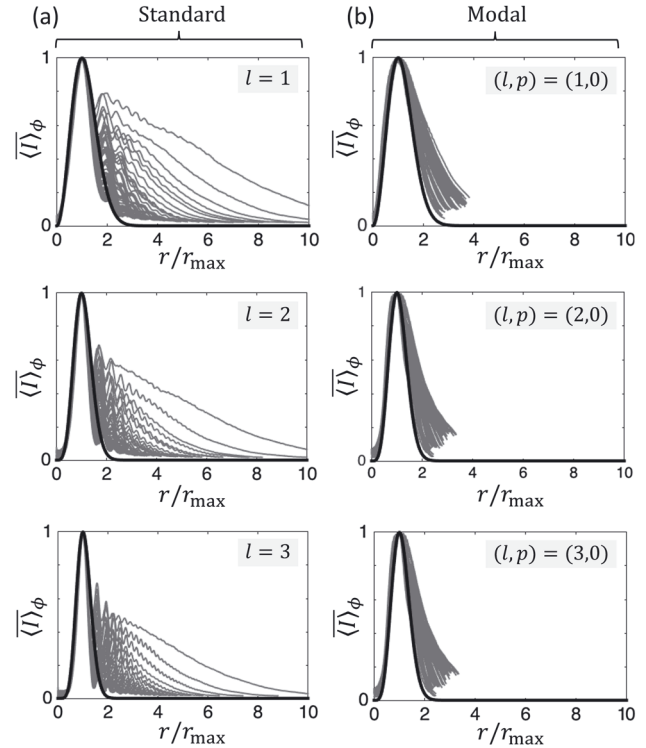 (a) Standard
(b) Modal
1
l = 1
⟨I⟩ϕ
0
0 2 4 6 8 10
r/rmax
1
(l, p) = (1,0)
⟨I⟩ϕ
0
0 2 4 6 8 10
r/rmax
1
l = 2
⟨I⟩ϕ
0
0 2 4 6 8 10
r/rmax
1
(l, p) = (2,0)
⟨I⟩ϕ
0
0 2 4 6 8 10
r/rmax
1
l = 3
⟨I⟩ϕ
0
0 2 4 6 8 10
r/rmax
1
(l, p) = (3,0)
⟨I⟩ϕ
0
0 2 4 6 8 10
r/rmax